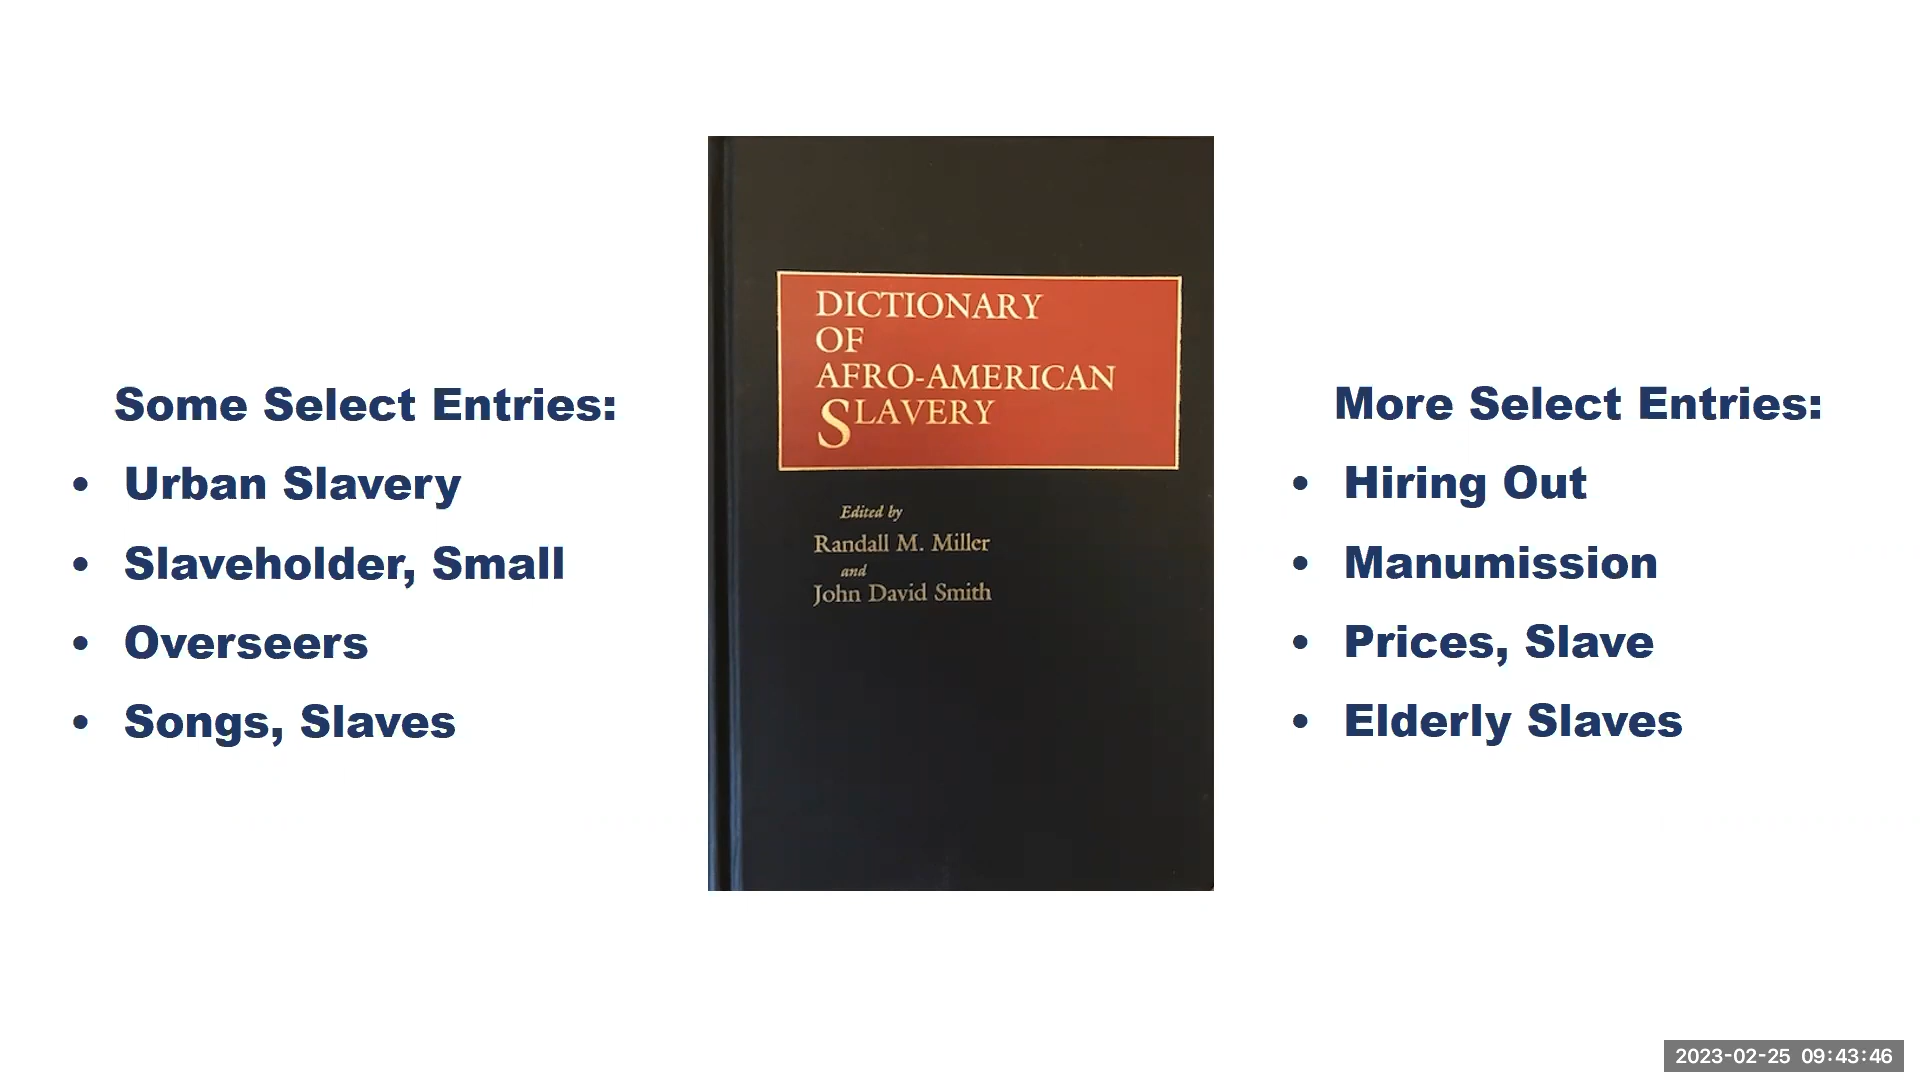 Some Select Entries:
• Urban Slavery
• Slaveholder, Small
• Overseers
• Songs, Slaves
DICTIONARY
OF
AFRO-AMERICAN
SLAVERY
Edited by
Randall M. Miller
and
John David Smith
More Select Entries:
• Hiring Out
• Manumission
• Prices, Slave
• Elderly Slaves
2023-02-25 09:43:46